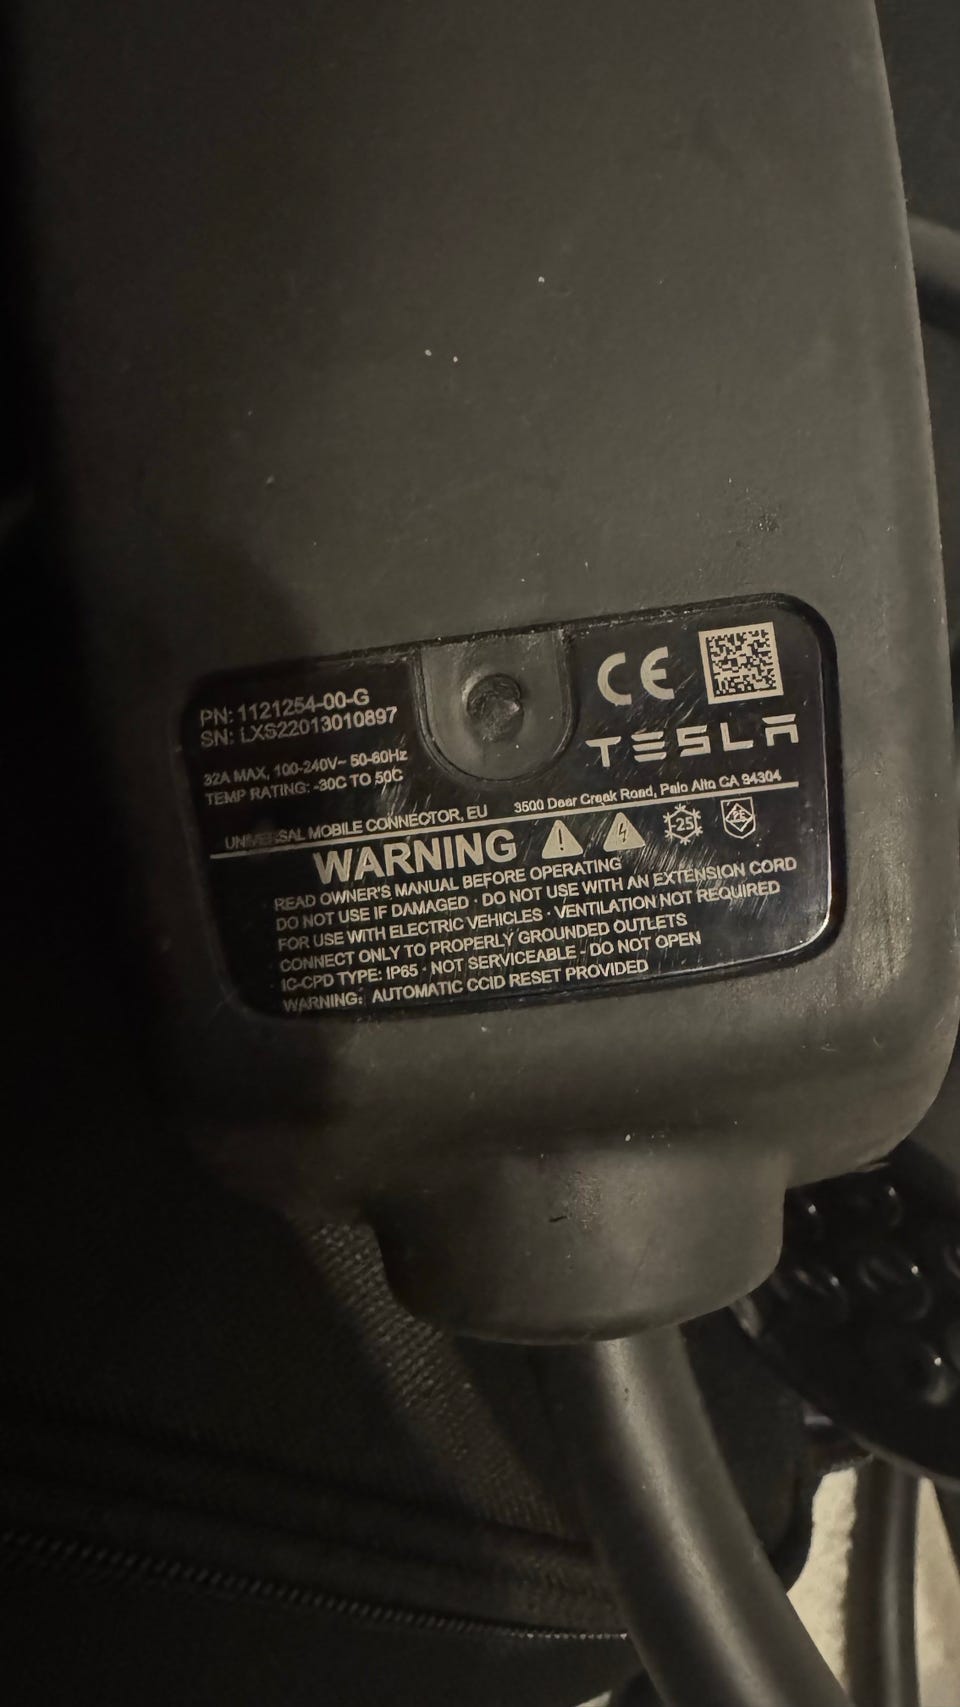 PN: 1121254-00-G
SN: LXS22013010897
32A MAX, 100-240V~ 50-60Hz
TEMP RATING: -30C TO 50C
CE
TESLA
UNIVERSAL MOBILE CONNECTOR, EU
3500 Deer Creek Road, Palo Alto CA 94304
WARNING
-25
PE
READ OWNER'S MANUAL BEFORE OPERATING
DO NOT USE IF DAMAGED · DO NOT USE WITH AN EXTENSION CORD
FOR USE WITH ELECTRIC VEHICLES · VENTILATION NOT REQUIRED
CONNECT ONLY TO PROPERLY GROUNDED OUTLETS
IC-CPD TYPE: IP65 · NOT SERVICEABLE · DO NOT OPEN
WARNING: AUTOMATIC CCID RESET PROVIDED